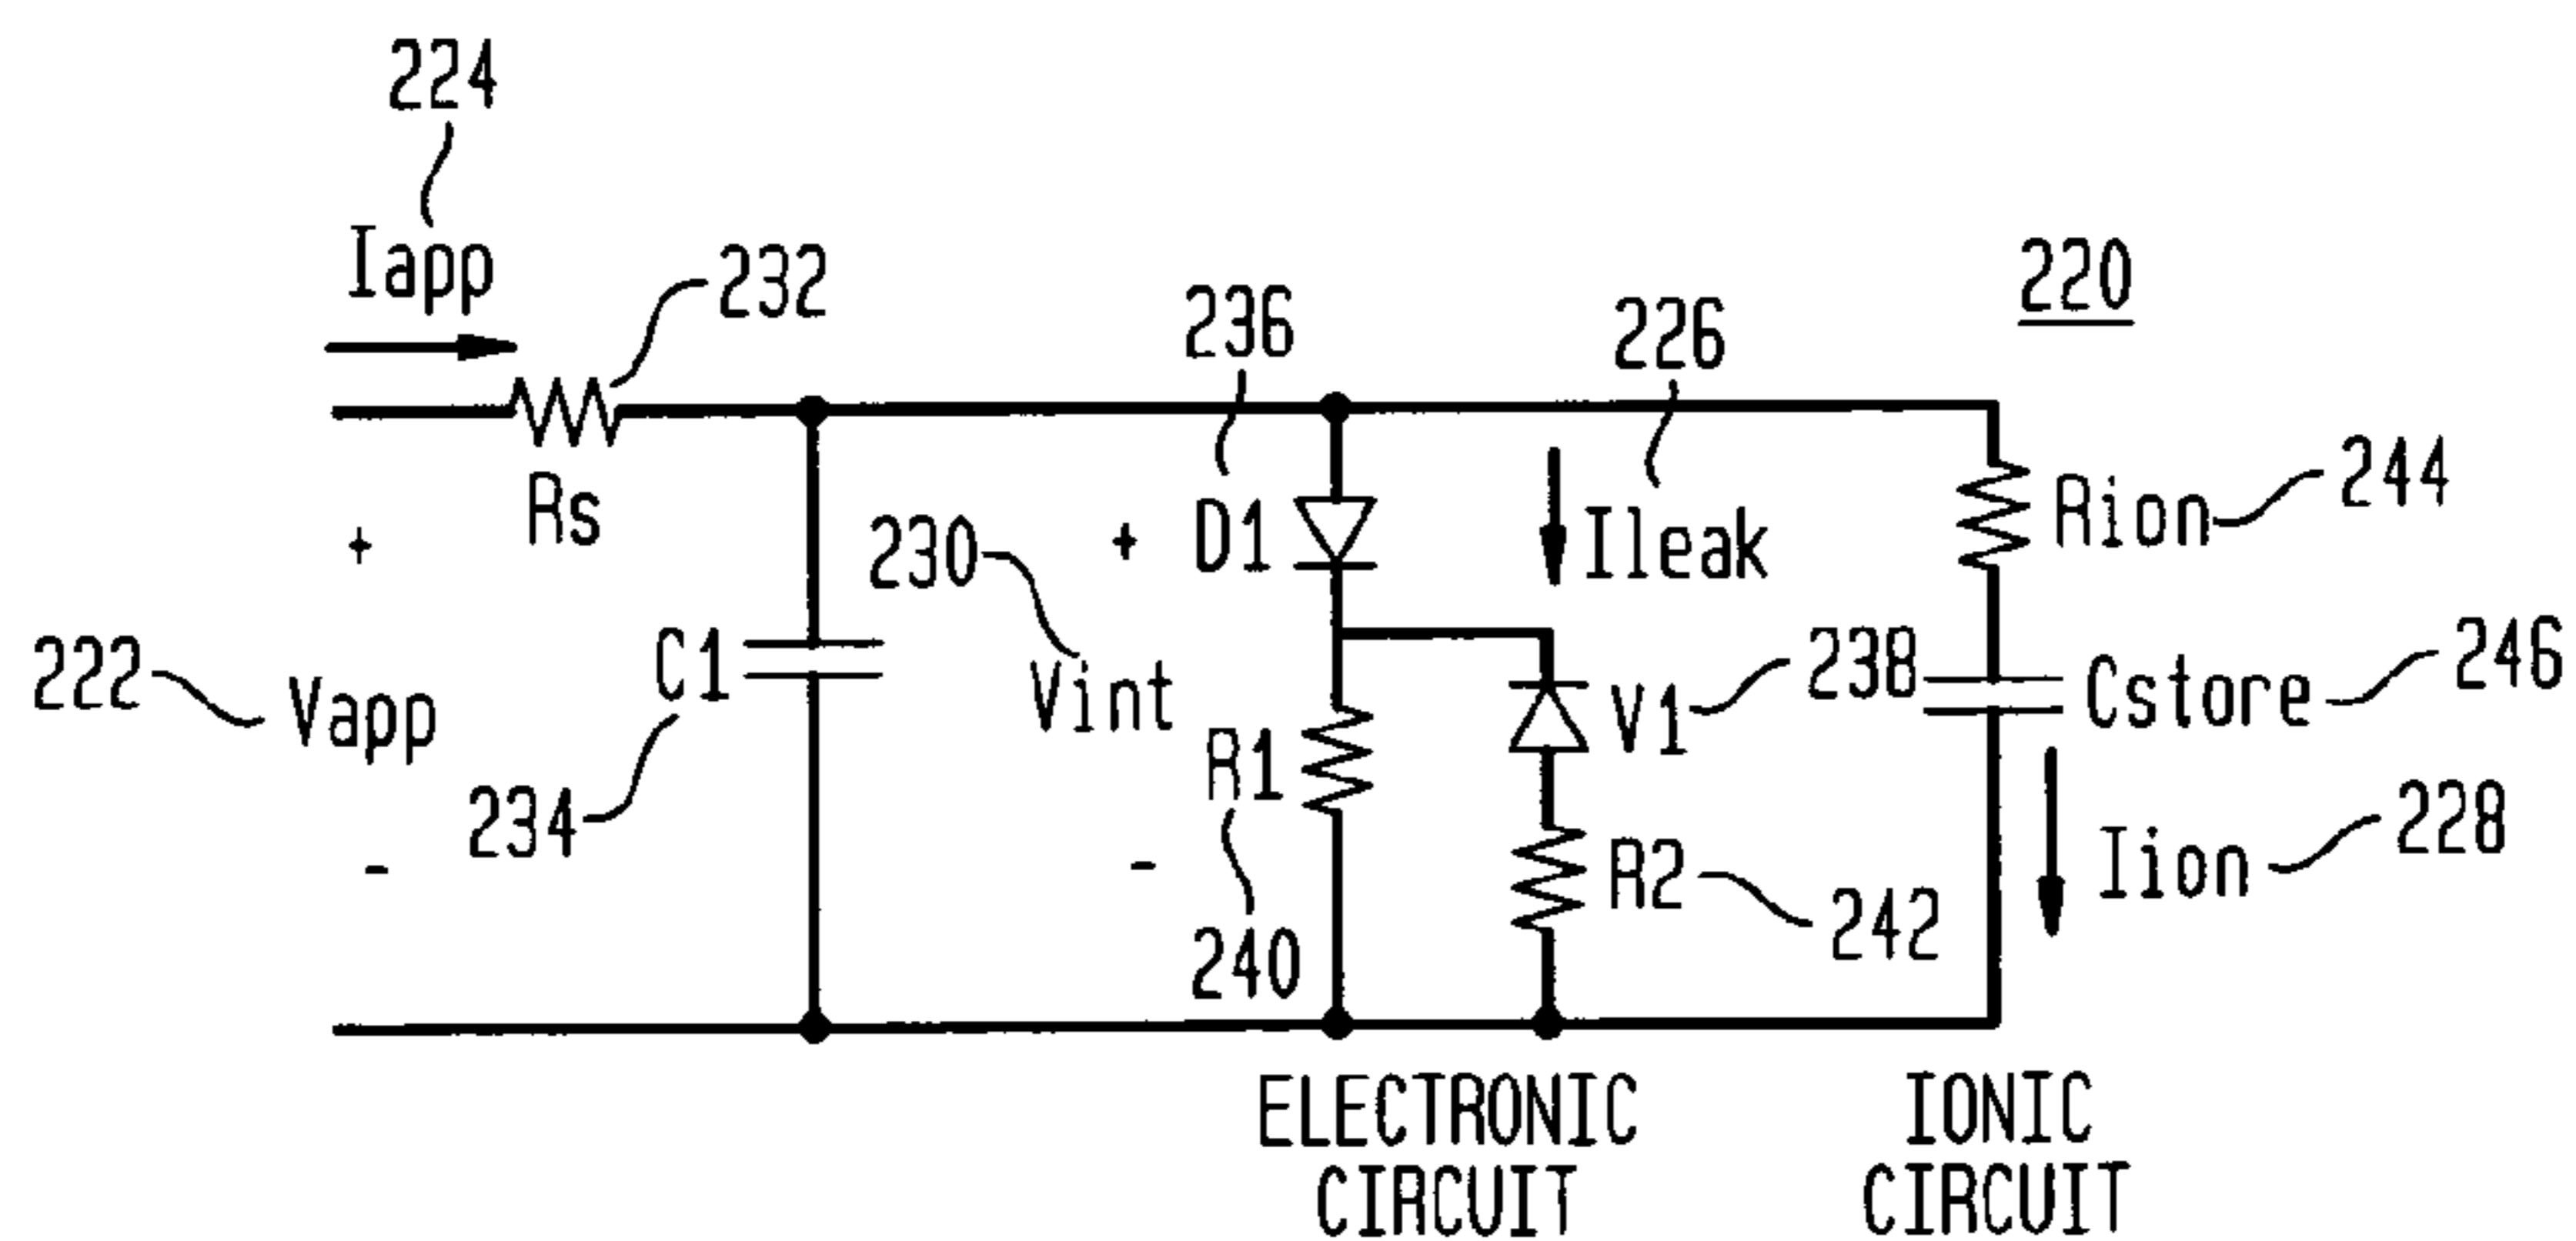 224
Iapp
232
236
226
220
Rs
+
222
Vapp
-
C1
234
230
+
Vint
-
D1
Ileak
R1
240
V1
238
R2
242
Rion
244
Cstore
246
Iion
228
ELECTRONIC
CIRCUIT
IONIC
CIRCUIT